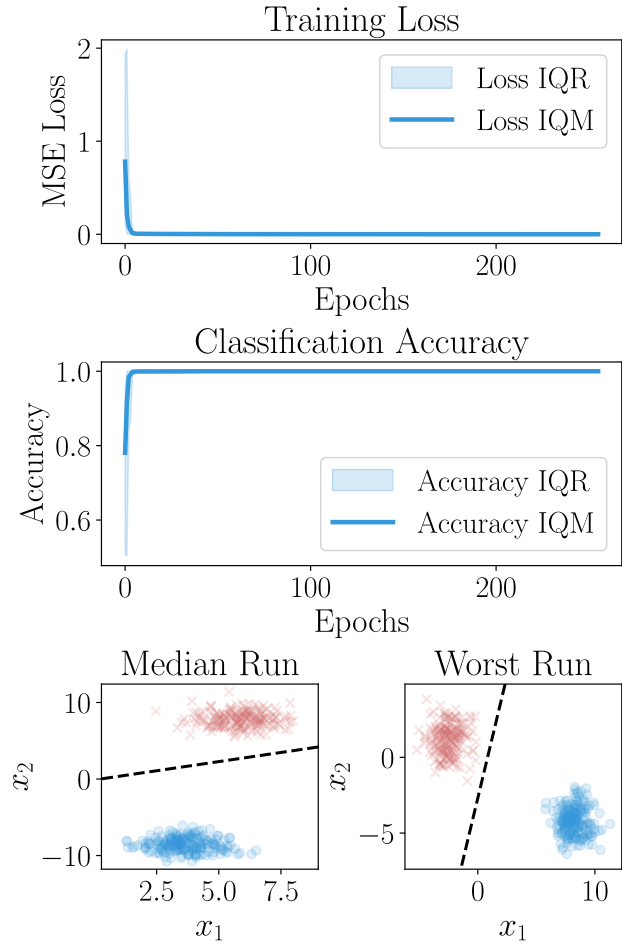 Training Loss
2
1
0
MSE Loss
Loss IQR
Loss IQM
0 100 200
Epochs
Classification Accuracy
1.0
0.8
0.6
Accuracy
Accuracy IQR
Accuracy IQM
0 100 200
Epochs
Median Run
10
0
−10
x₂
2.5 5.0 7.5
x₁
Worst Run
0
−5
x₂
0 10
x₁